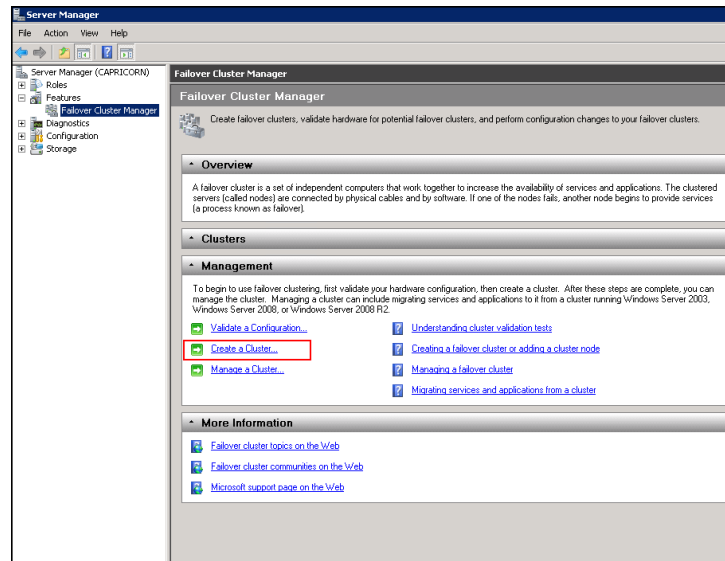 Server Manager
File Action View Help
Server Manager (CAPRICORN)
Roles
Features
Failover Cluster Manager
Diagnostics
Configuration
Storage
Failover Cluster Manager
Failover Cluster Manager
Create failover clusters, validate hardware for potential failover clusters, and perform configuration changes to your failover clusters.
Overview
A failover cluster is a set of independent computers that work together to increase the availability of services and applications. The clustered
servers (called nodes) are connected by physical cables and by software. If one of the nodes fails, another node begins to provide services
(a process known as failover).
Clusters
Management
To begin to use failover clustering, first validate your hardware configuration, then create a cluster. After these steps are complete, you can
manage the cluster. Managing a cluster can include migrating services and applications to it from a cluster running Windows Server 2003,
Windows Server 2008, or Windows Server 2008 R2.
Validate a Configuration...
Understanding cluster validation tests
Create a Cluster...
Creating a failover cluster or adding a cluster node
Manage a Cluster...
Managing a failover cluster
Migrating services and applications from a cluster
More Information
Failover cluster topics on the Web
Failover cluster communities on the Web
Microsoft support page on the Web